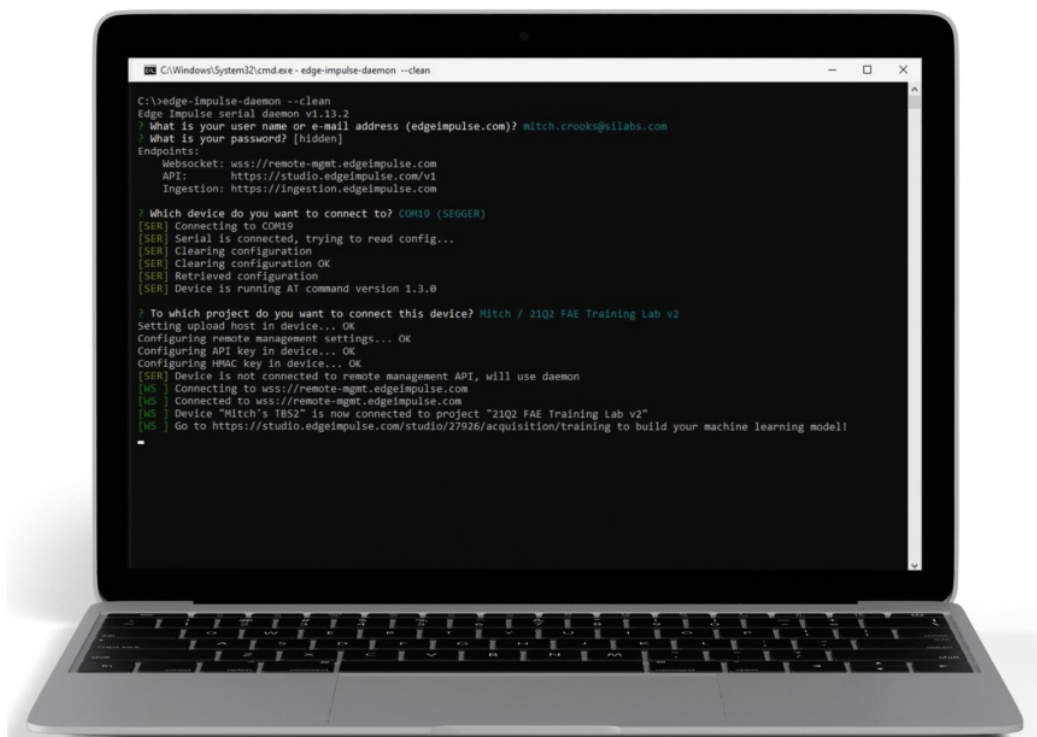 C:\Windows\System32\cmd.exe - edge-impulse-daemon --clean
C:\>edge-impulse-daemon --clean
Edge Impulse serial daemon v1.13.2
? What is your user name or e-mail address (edgeimpulse.com)? mitch.crooks@silabs.com
? What is your password? [hidden]
Endpoints:
    Websocket: wss://remote-mgmt.edgeimpulse.com
    API:       https://studio.edgeimpulse.com/v1
    Ingestion: https://ingestion.edgeimpulse.com
? Which device do you want to connect to? COM19 (SEGGER)
[SER] Connecting to COM19
[SER] Serial is connected, trying to read config...
[SER] Clearing configuration
[SER] Clearing configuration OK
[SER] Retrieved configuration
[SER] Device is running AT command version 1.3.0
? To which project do you want to connect this device? Mitch / 21Q2 FAE Training Lab v2
Setting upload host in device... OK
Configuring remote management settings... OK
Configuring API key in device... OK
Configuring HMAC key in device... OK
[SER] Device is not connected to remote management API, will use daemon
[WS ] Connecting to wss://remote-mgmt.edgeimpulse.com
[WS ] Connected to wss://remote-mgmt.edgeimpulse.com
[WS ] Device "Mitch's TBS2" is now connected to project "21Q2 FAE Training Lab v2"
[WS ] Go to https://studio.edgeimpulse.com/studio/27926/acquisition/training to build your machine learning model!